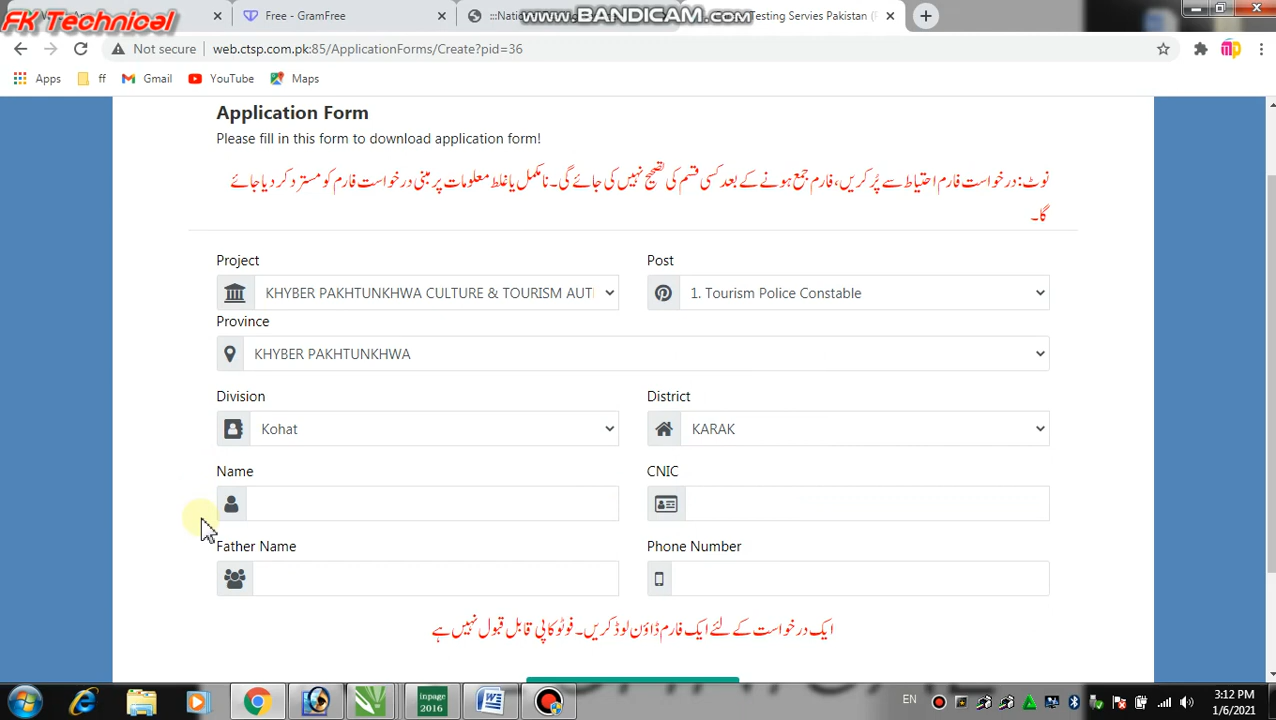 FK Technical
Free - GramFree
:::Nation
www.BANDICAM.com
Testing Servies Pakistan (
Not secure
web.ctsp.com.pk:85/ApplicationForms/Create?pid=36
Apps
ff
Gmail
YouTube
Maps
Application Form
Please fill in this form to download application form!
نوٹ: درخواست فارم احتیاط سے پُر کریں، فارم جمع ہونے کے بعد کسی قسم کی تصحیح نہیں کی جائے گی۔ نامکمل یا غلط معلومات پر مبنی درخواست فارم کو مسترد کر دیا جائے
گا۔
Project
Post
KHYBER PAKHTUNKHWA CULTURE & TOURISM AUT
1. Tourism Police Constable
Province
KHYBER PAKHTUNKHWA
Division
District
Kohat
KARAK
Name
CNIC
Father Name
Phone Number
ایک درخواست کے لئے ایک فارم ڈاؤن لوڈ کریں۔ فوٹو کاپی قابل قبول نہیں ہے
inpage
2016
EN
3:12 PM
1/6/2021